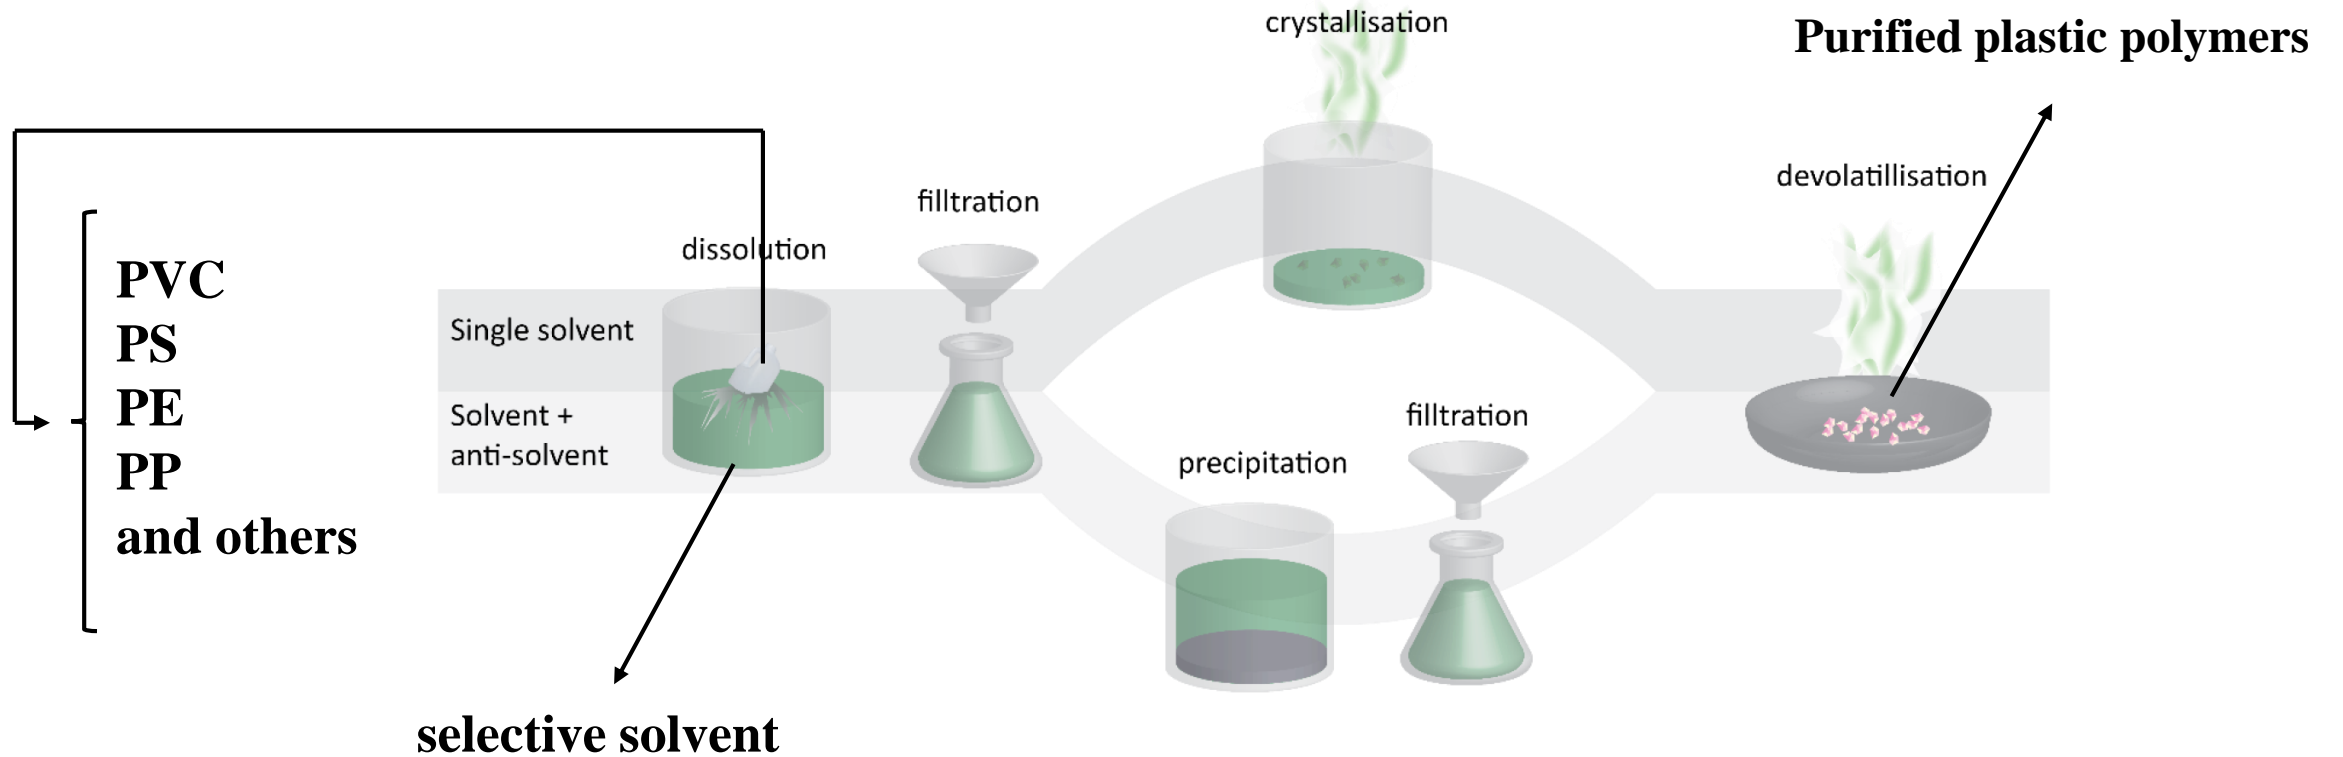 crystallisation
Purified plastic polymers
devolatillisation
filltration
dissolution
PVC
PS
PE
PP
and others
Single solvent
Solvent +
anti-solvent
filltration
precipitation
selective solvent